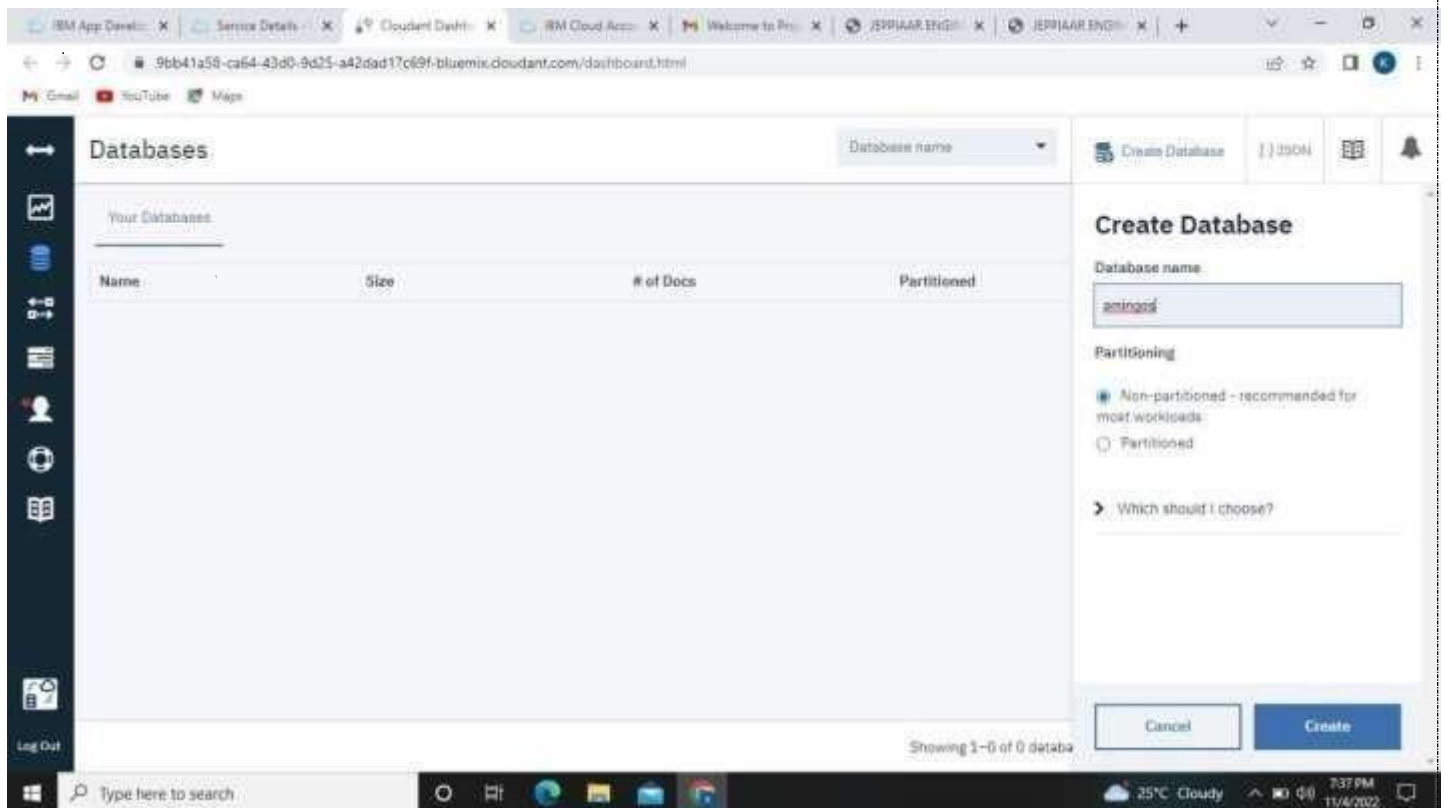 IBM App Develo
Service Details -
Cloudant Dashb
IBM Cloud Acco
Welcome to Pro
JEPPIAAR ENGI
JEPPIAAR ENGI
9bb41a58-ca64-43d0-9d25-a42dad17c69f-bluemix.cloudant.com/dashboard.html
K
Gmail
YouTube
Maps
Databases
Database name
Create Database
{ } JSON
Your Databases
Name Size # of Docs Partitioned
Create Database
Database name
amingos
Partitioning
Non-partitioned - recommended for
most workloads
Partitioned
Which should I choose?
Cancel
Create
Log Out
Showing 1–0 of 0 databa
Type here to search
25°C Cloudy
7:37 PM
11/4/2022